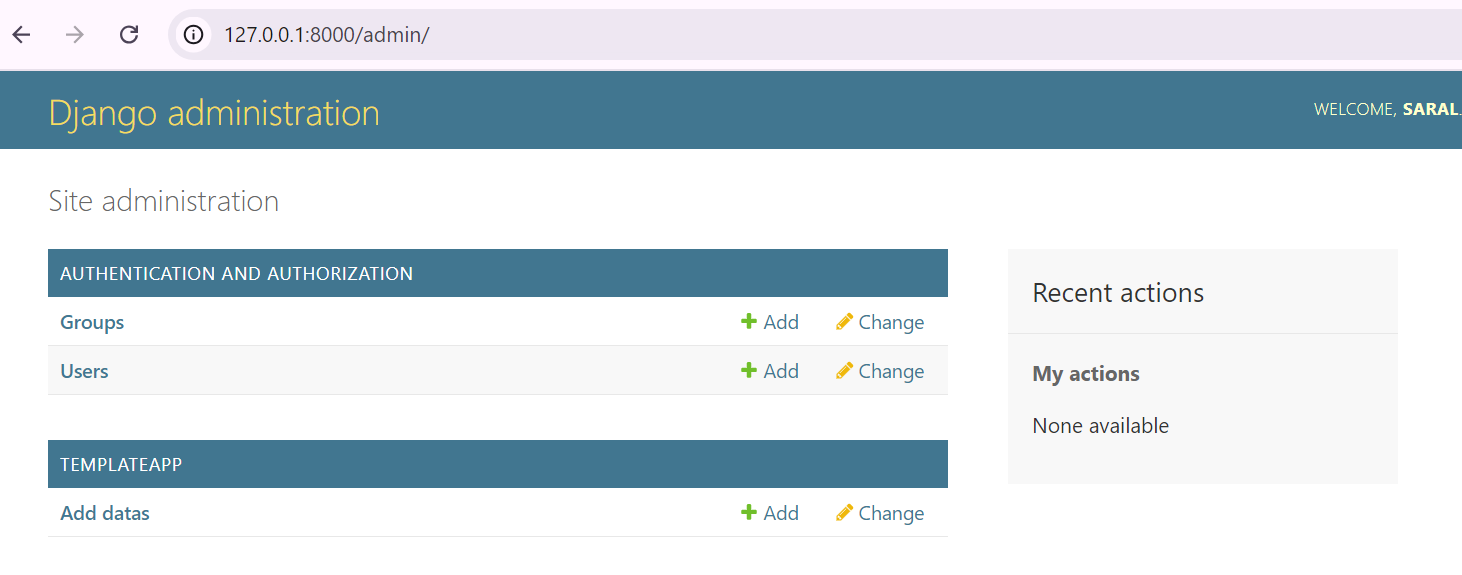 127.0.0.1:8000/admin/
Django administration
WELCOME, SARAL.
Site administration
AUTHENTICATION AND AUTHORIZATION
Groups Add Change
Users Add Change
TEMPLATEAPP
Add datas Add Change
Recent actions
My actions
None available